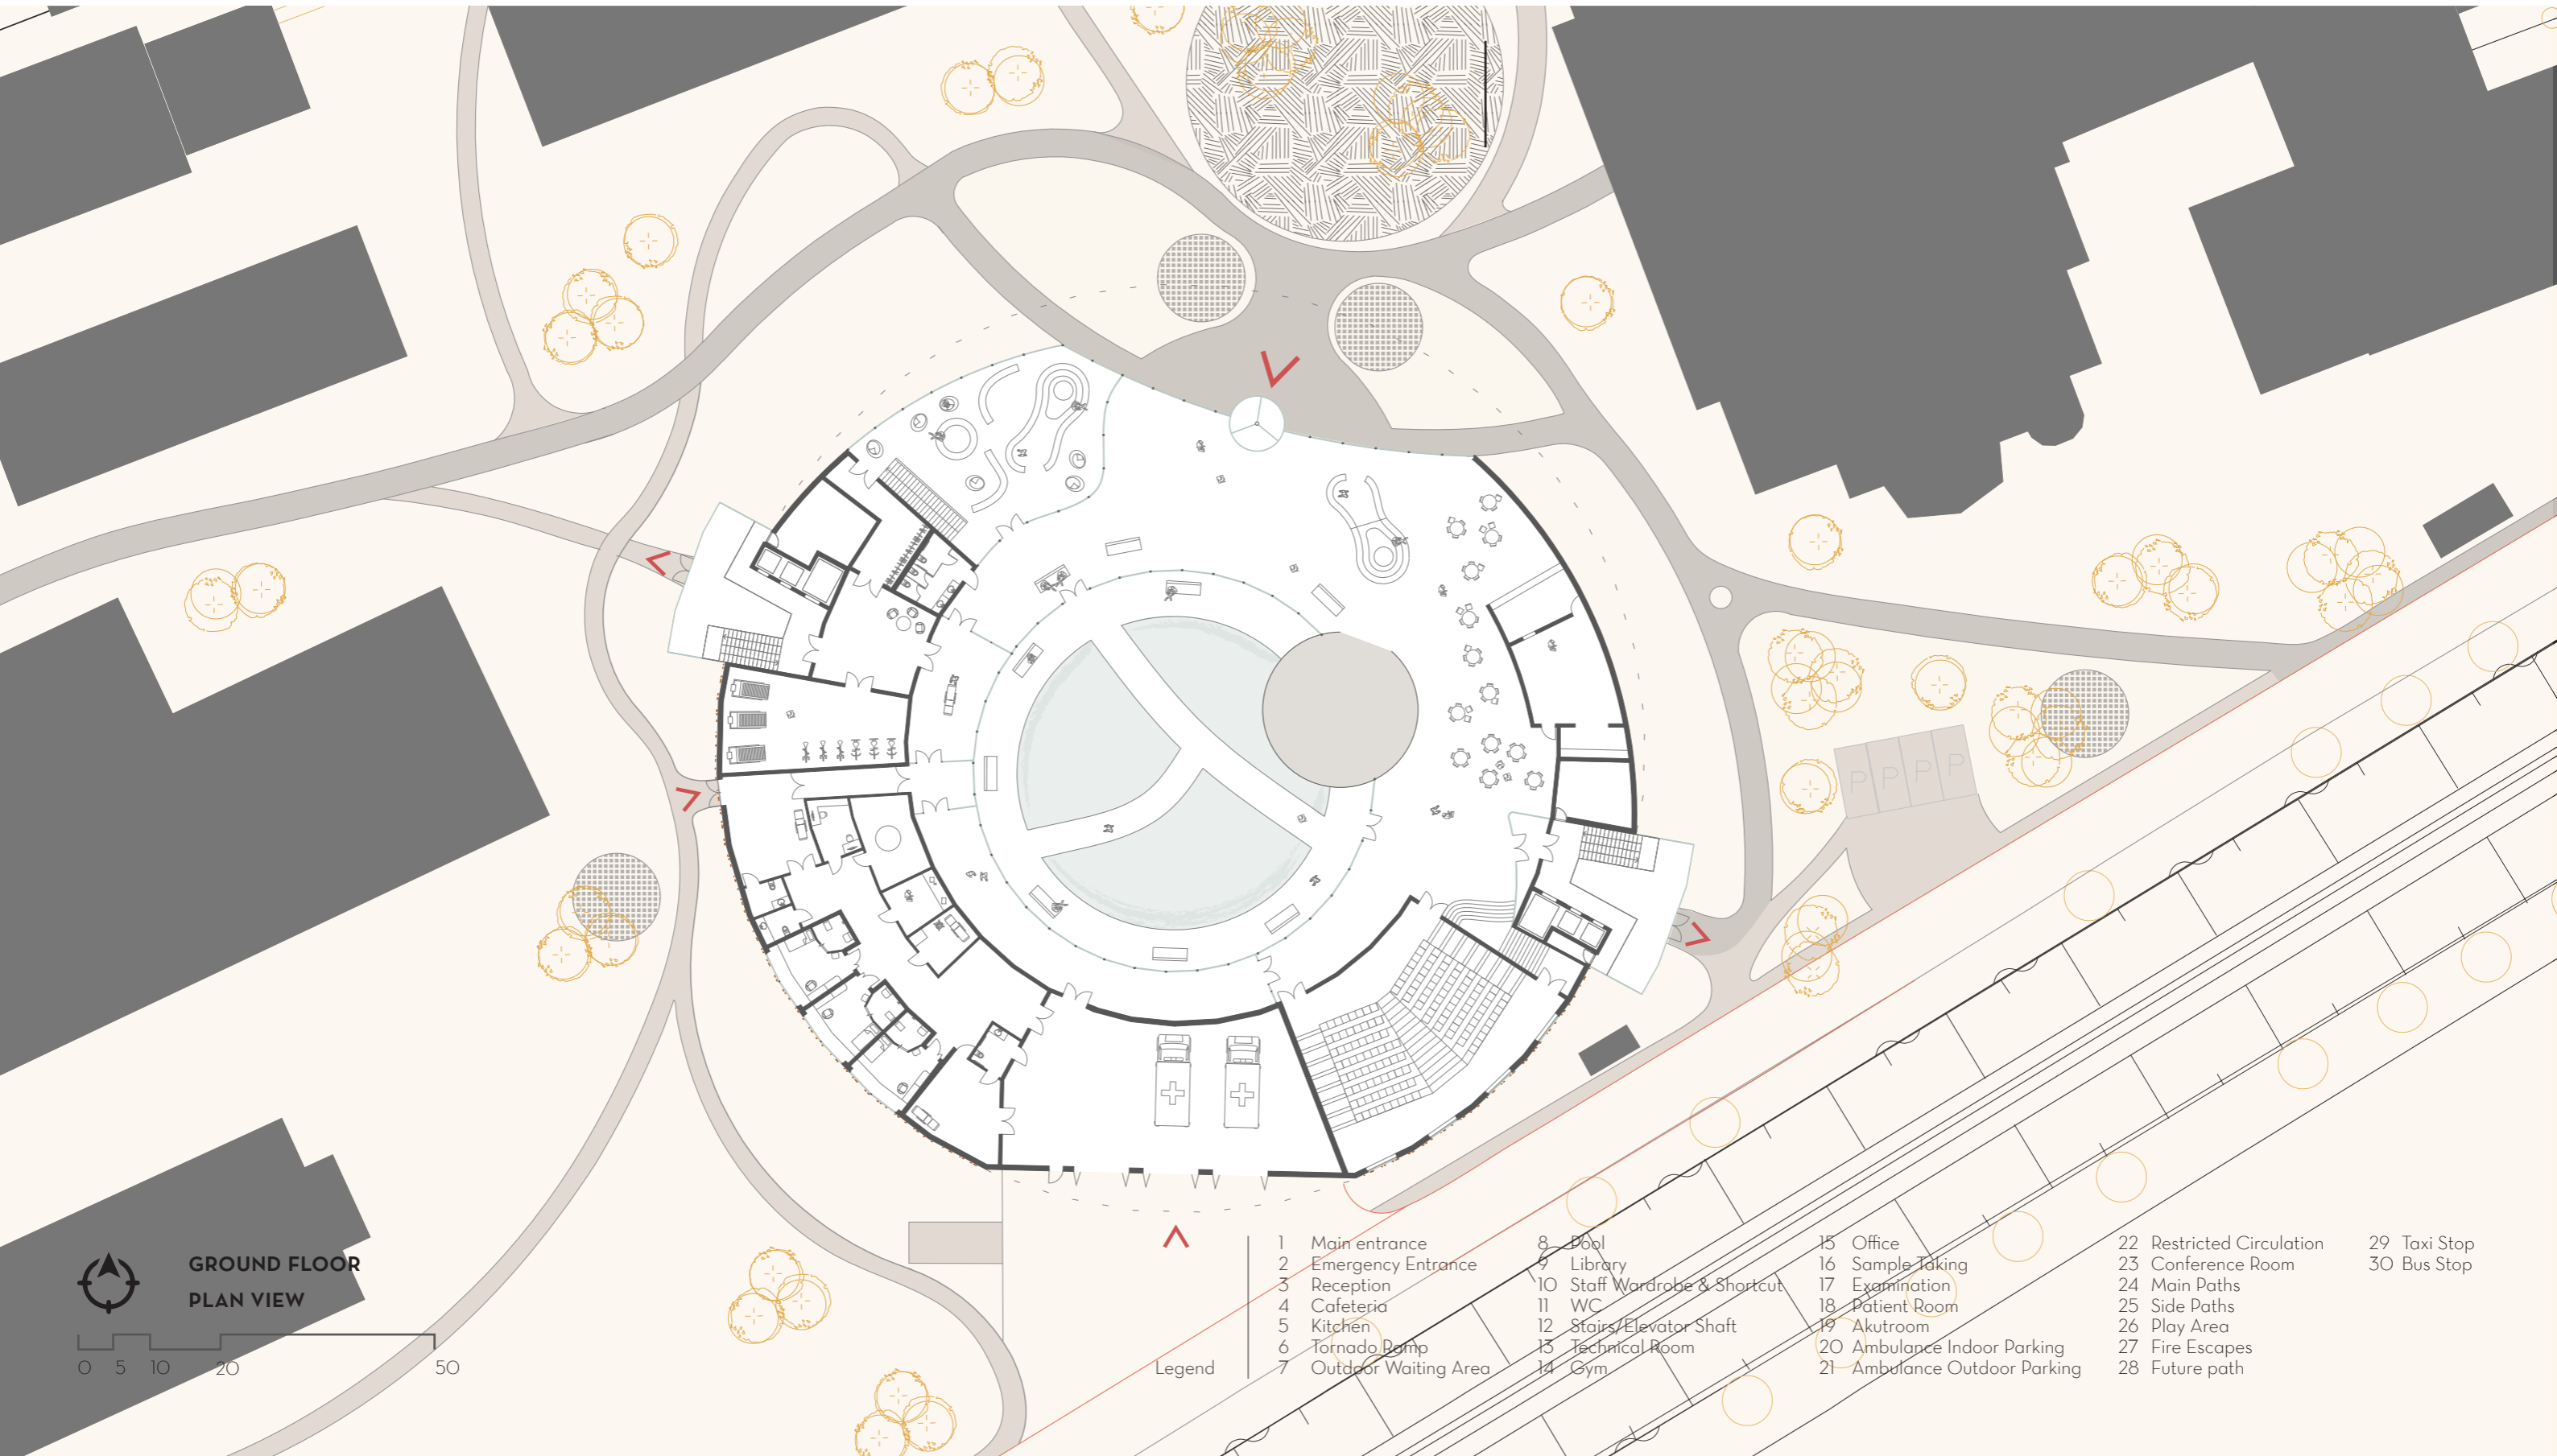 P P P P
GROUND FLOOR
PLAN VIEW
0 5 10 20 50
Legend
1 Main entrance
2 Emergency Entrance
3 Reception
4 Cafeteria
5 Kitchen
6 Tornado Ramp
7 Outdoor Waiting Area
8 Pool
9 Library
10 Staff Wardrobe & Shortcut
11 WC
12 Stairs/Elevator Shaft
13 Technical Room
14 Gym
15 Office
16 Sample Taking
17 Examination
18 Patient Room
19 Akutroom
20 Ambulance Indoor Parking
21 Ambulance Outdoor Parking
22 Restricted Circulation
23 Conference Room
24 Main Paths
25 Side Paths
26 Play Area
27 Fire Escapes
28 Future path
29 Taxi Stop
30 Bus Stop